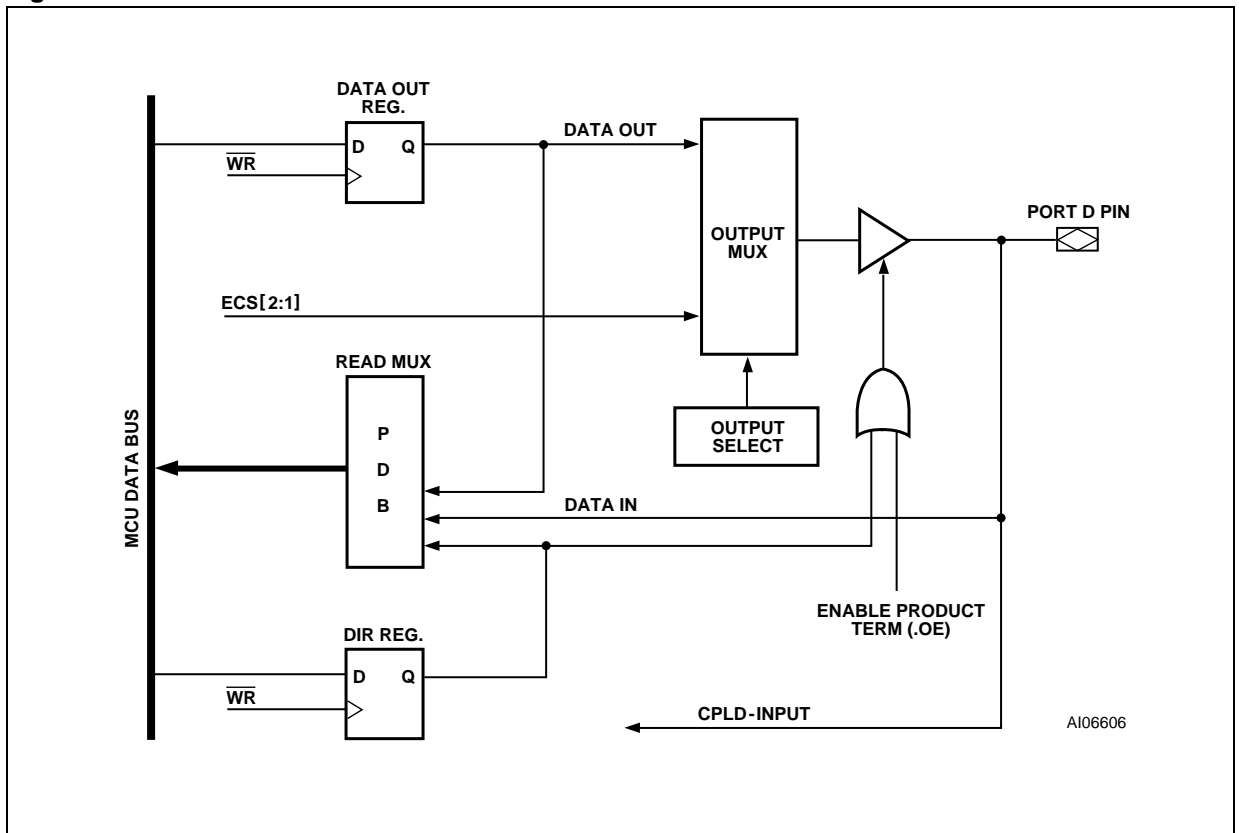 DATA OUT
REG.
D Q
WR
DATA OUT
OUTPUT
MUX
PORT D PIN
ECS[2:1]
READ MUX
P
D
B
OUTPUT
SELECT
MCU DATA BUS
DATA IN
ENABLE PRODUCT
TERM (.OE)
DIR REG.
D Q
WR
CPLD-INPUT
AI06606